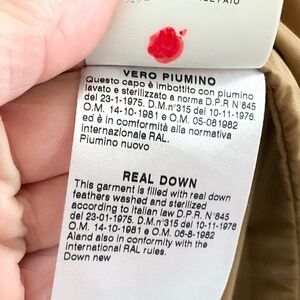 VERO PIUMINO
Questo capo è imbottito con piumino
lavato e sterilizzato a norma D.P.R N°845
del 23-1-1975. D.M.n°315 del 10-11-1976.
O.M. 14-10-1981 e O.M. 05-081982
ed è in conformità alla normativa
internazionale RAL.
Piumino nuovo
REAL DOWN
This garment is filled with real down
feathers washed and sterilized
according to italian law D.P.R N°845
del 23-01-1975. D.M n°315 del 10-11-1976
O.M. 14-10-1981 e O.M. 06-8-1982
Aland also in conformity with the
international RAL rules.
Down new